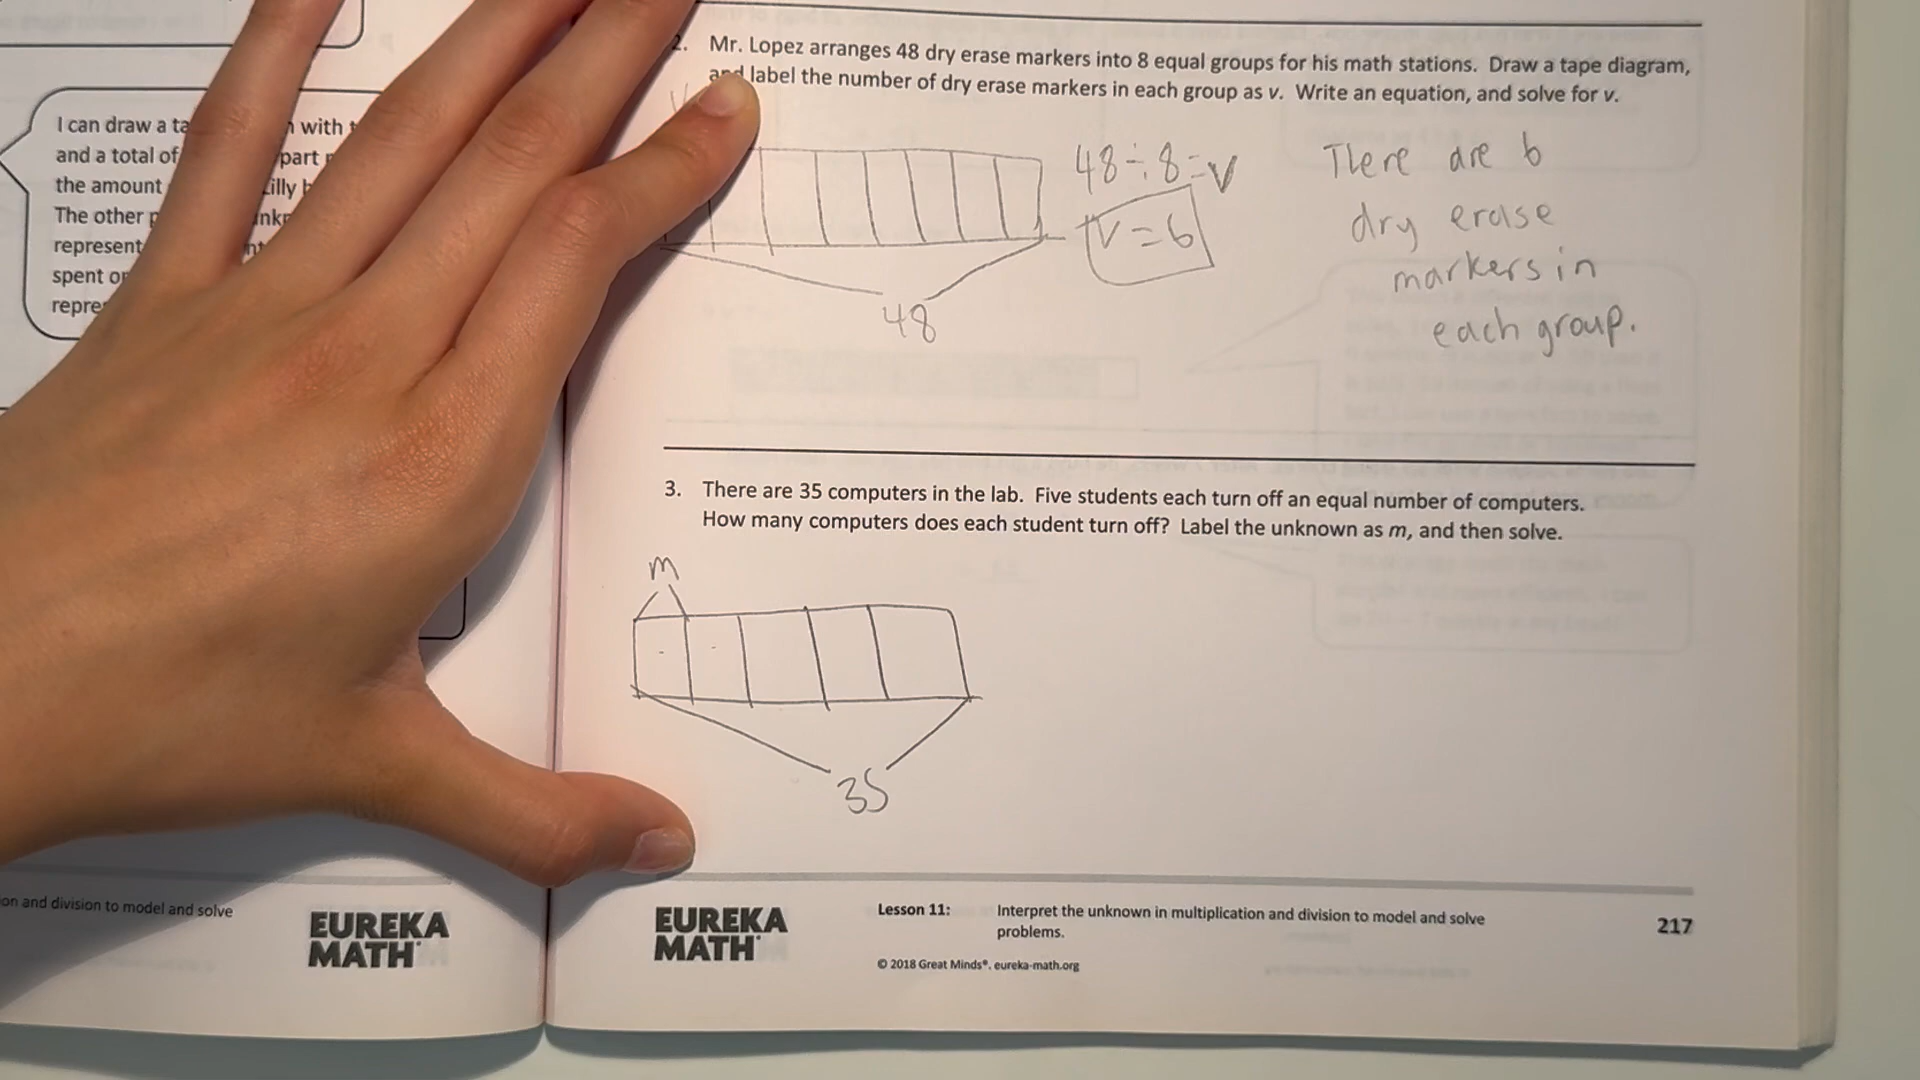 2. Mr. Lopez arranges 48 dry erase markers into 8 equal groups for his math stations. Draw a tape diagram,
and label the number of dry erase markers in each group as v. Write an equation, and solve for v.
V
48÷8=V
V=6
48
There are 6
dry erase
markers in
each group.
I can draw a with
and a total of part
the amount
The other
represent
spent
3. There are 35 computers in the lab. Five students each turn off an equal number of computers.
How many computers does each student turn off? Label the unknown as m, and then solve.
m
35
on and division to model and solve
EUREKA
MATH
EUREKA
MATH
Lesson 11: Interpret the unknown in multiplication and division to model and solve
problems.
217
© 2018 Great Minds®. eureka-math.org